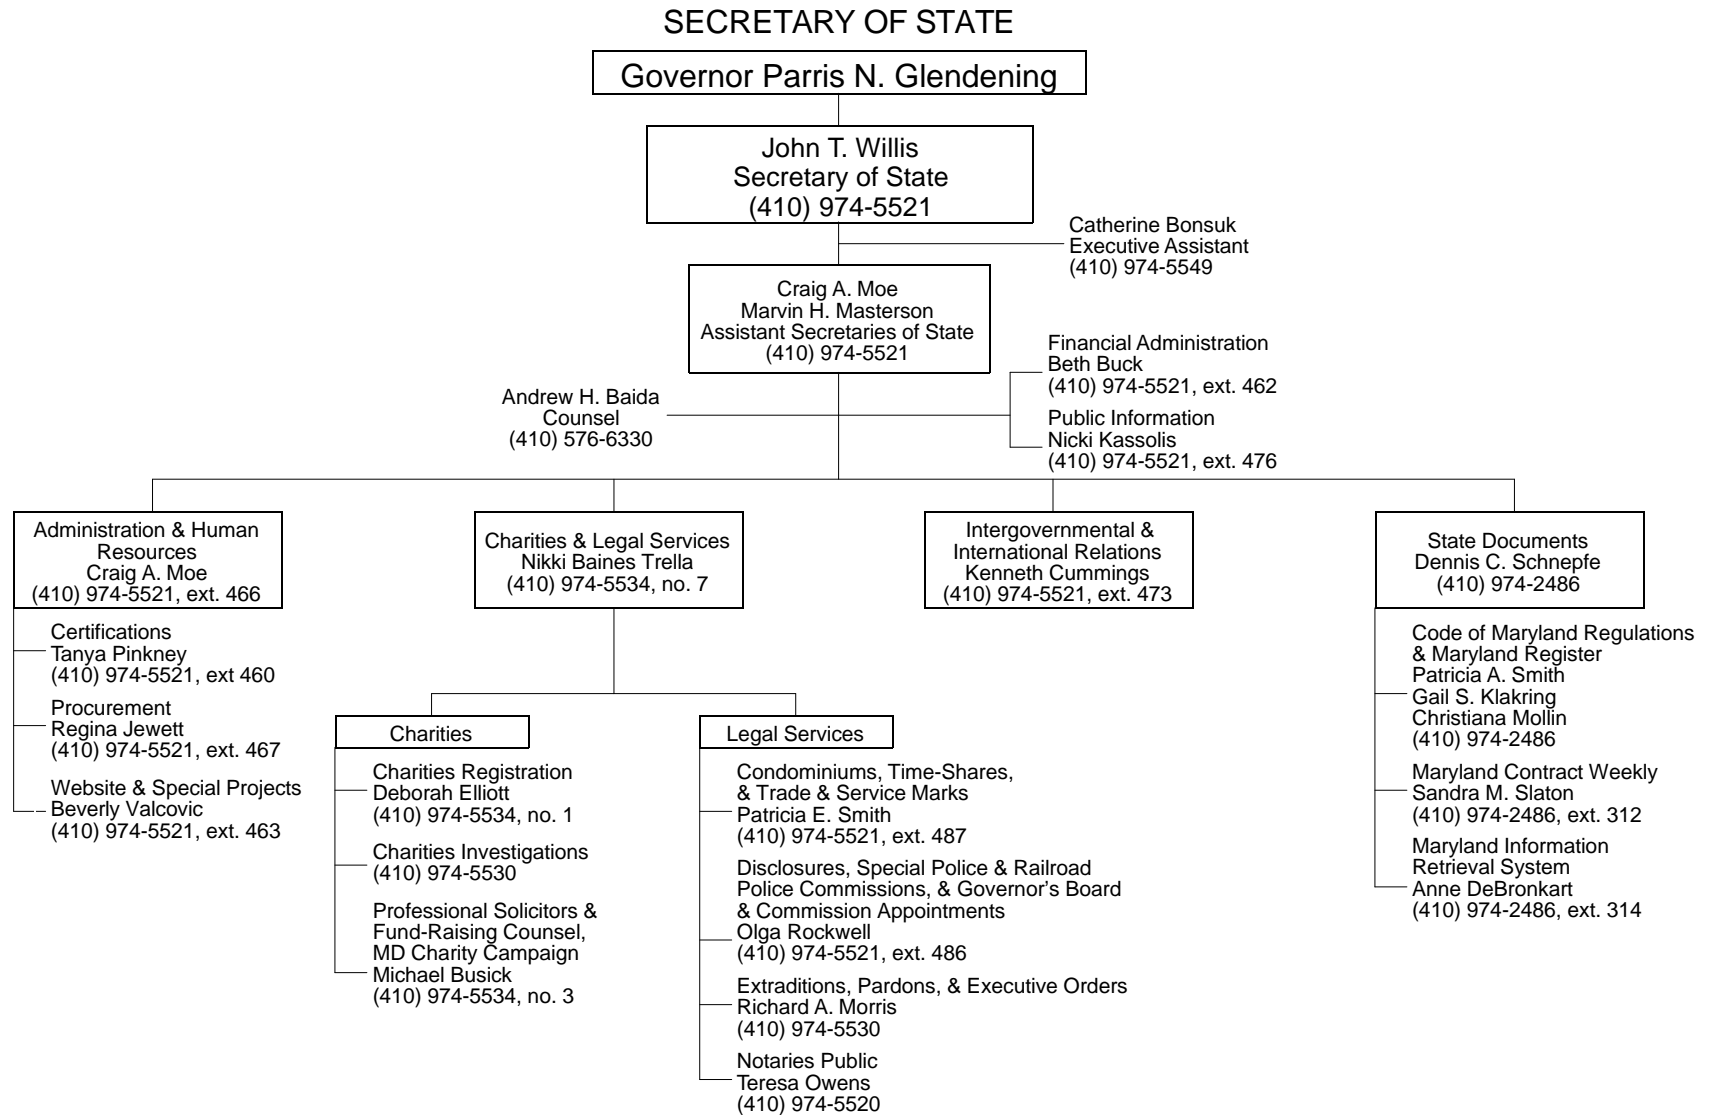 SECRETARY OF STATE
Governor Parris N. Glendening
John T. Willis
Secretary of State
(410) 974-5521
Catherine Bonsuk
Executive Assistant
(410) 974-5549
Craig A. Moe
Marvin H. Masterson
Assistant Secretaries of State
(410) 974-5521
Financial Administration
Beth Buck
(410) 974-5521, ext. 462
Andrew H. Baida
Counsel
(410) 576-6330
Public Information
Nicki Kassolis
(410) 974-5521, ext. 476
Administration & Human
Resources
Craig A. Moe
(410) 974-5521, ext. 466
Certifications
Tanya Pinkney
(410) 974-5521, ext 460
Procurement
Regina Jewett
(410) 974-5521, ext. 467
Website & Special Projects
Beverly Valcovic
(410) 974-5521, ext. 463
Charities & Legal Services
Nikki Baines Trella
(410) 974-5534, no. 7
Charities
Charities Registration
Deborah Elliott
(410) 974-5534, no. 1
Charities Investigations
(410) 974-5530
Professional Solicitors &
Fund-Raising Counsel,
MD Charity Campaign
Michael Busick
(410) 974-5534, no. 3
Legal Services
Condominiums, Time-Shares,
& Trade & Service Marks
Patricia E. Smith
(410) 974-5521, ext. 487
Disclosures, Special Police & Railroad
Police Commissions, & Governor's Board
& Commission Appointments
Olga Rockwell
(410) 974-5521, ext. 486
Extraditions, Pardons, & Executive Orders
Richard A. Morris
(410) 974-5530
Notaries Public
Teresa Owens
(410) 974-5520
Intergovernmental &
International Relations
Kenneth Cummings
(410) 974-5521, ext. 473
State Documents
Dennis C. Schnepfe
(410) 974-2486
Code of Maryland Regulations
& Maryland Register
Patricia A. Smith
Gail S. Klakring
Christiana Mollin
(410) 974-2486
Maryland Contract Weekly
Sandra M. Slaton
(410) 974-2486, ext. 312
Maryland Information
Retrieval System
Anne DeBronkart
(410) 974-2486, ext. 314